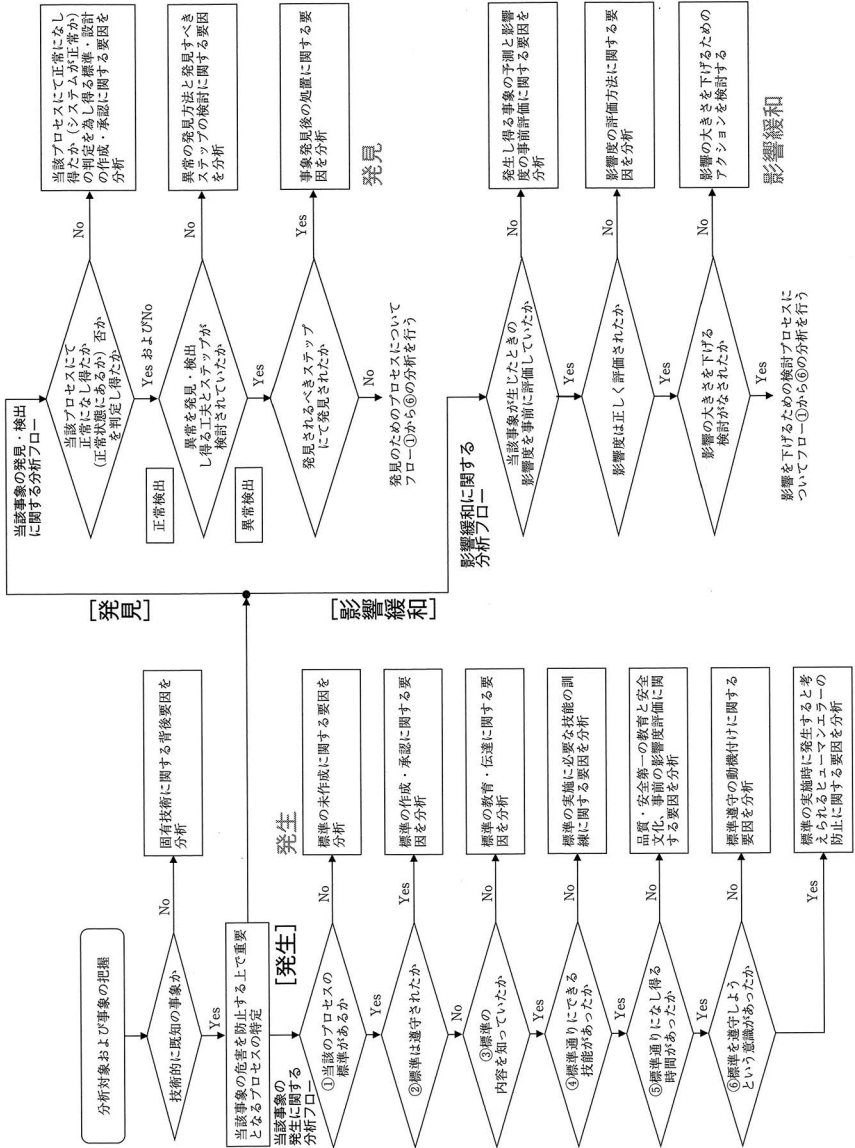 分析対象および事象の把握
技術的に既知の事象か
No
固有技術に関する背後要因を
分析
Yes
当該事象の危害を防止する上で重要
となるプロセスの特定
当該事象の
発生に関する
分析フロー
[発生]
発生
①当該のプロセスの
標準があるか
No
標準の未作成に関する要因を
分析
Yes
②標準は遵守されたか
Yes
標準の作成・承認に関する要
因を分析
No
③標準の
内容を知っていたか
No
標準の教育・伝達に関する要
因を分析
Yes
④標準通りにできる
技能があったか
No
標準の実施に必要な技能の訓
練に関する要因を分析
Yes
⑤標準通りになし得る
時間があったか
No
品質・安全第一の教育と安全
文化、事前の影響度評価に関
する要因を分析
Yes
⑥標準を遵守しよう
という意識があったか
No
標準遵守の動機付けに関する
要因を分析
Yes
標準の実施時に発生すると考
えられるヒューマンエラーの
防止に関する要因を分析
[発見]
当該事象の発見・検出
に関する分析フロー
当該プロセスにて
正常になし得たか
(正常状態にあるか)否か
を判定し得たか
No
当該プロセスにて正常になし
得たか(システムが正常か)
の判定を為し得る標準・設計
の作成・承認に関する要因を
分析
Yes およびNo
正常検出
異常を発見・検出
し得る工夫とステップが
検討されていたか
No
異常の発見方法と発見すべき
ステップの検討に関する要因
を分析
異常検出
Yes
発見されるべきステップ
にて発見されたか
Yes
事象発見後の処置に関する要
因を分析
発見
No
発見のためのプロセスについて
フロー①から⑥の分析を行う
[影響緩和]
影響緩和に関する
分析フロー
当該事象が生じたときの
影響度を事前に評価していたか
No
発生し得る事象の予測と影響
度の事前評価に関する要因を
分析
Yes
影響度は正しく評価されたか
No
影響度の評価方法に関する要
因を分析
Yes
影響の大きさを下げる
検討がなされたか
No
影響の大きさを下げるための
アクションを検討する
影響緩和
Yes
影響を下げるための検討プロセスに
ついてフロー①から⑥の分析を行う